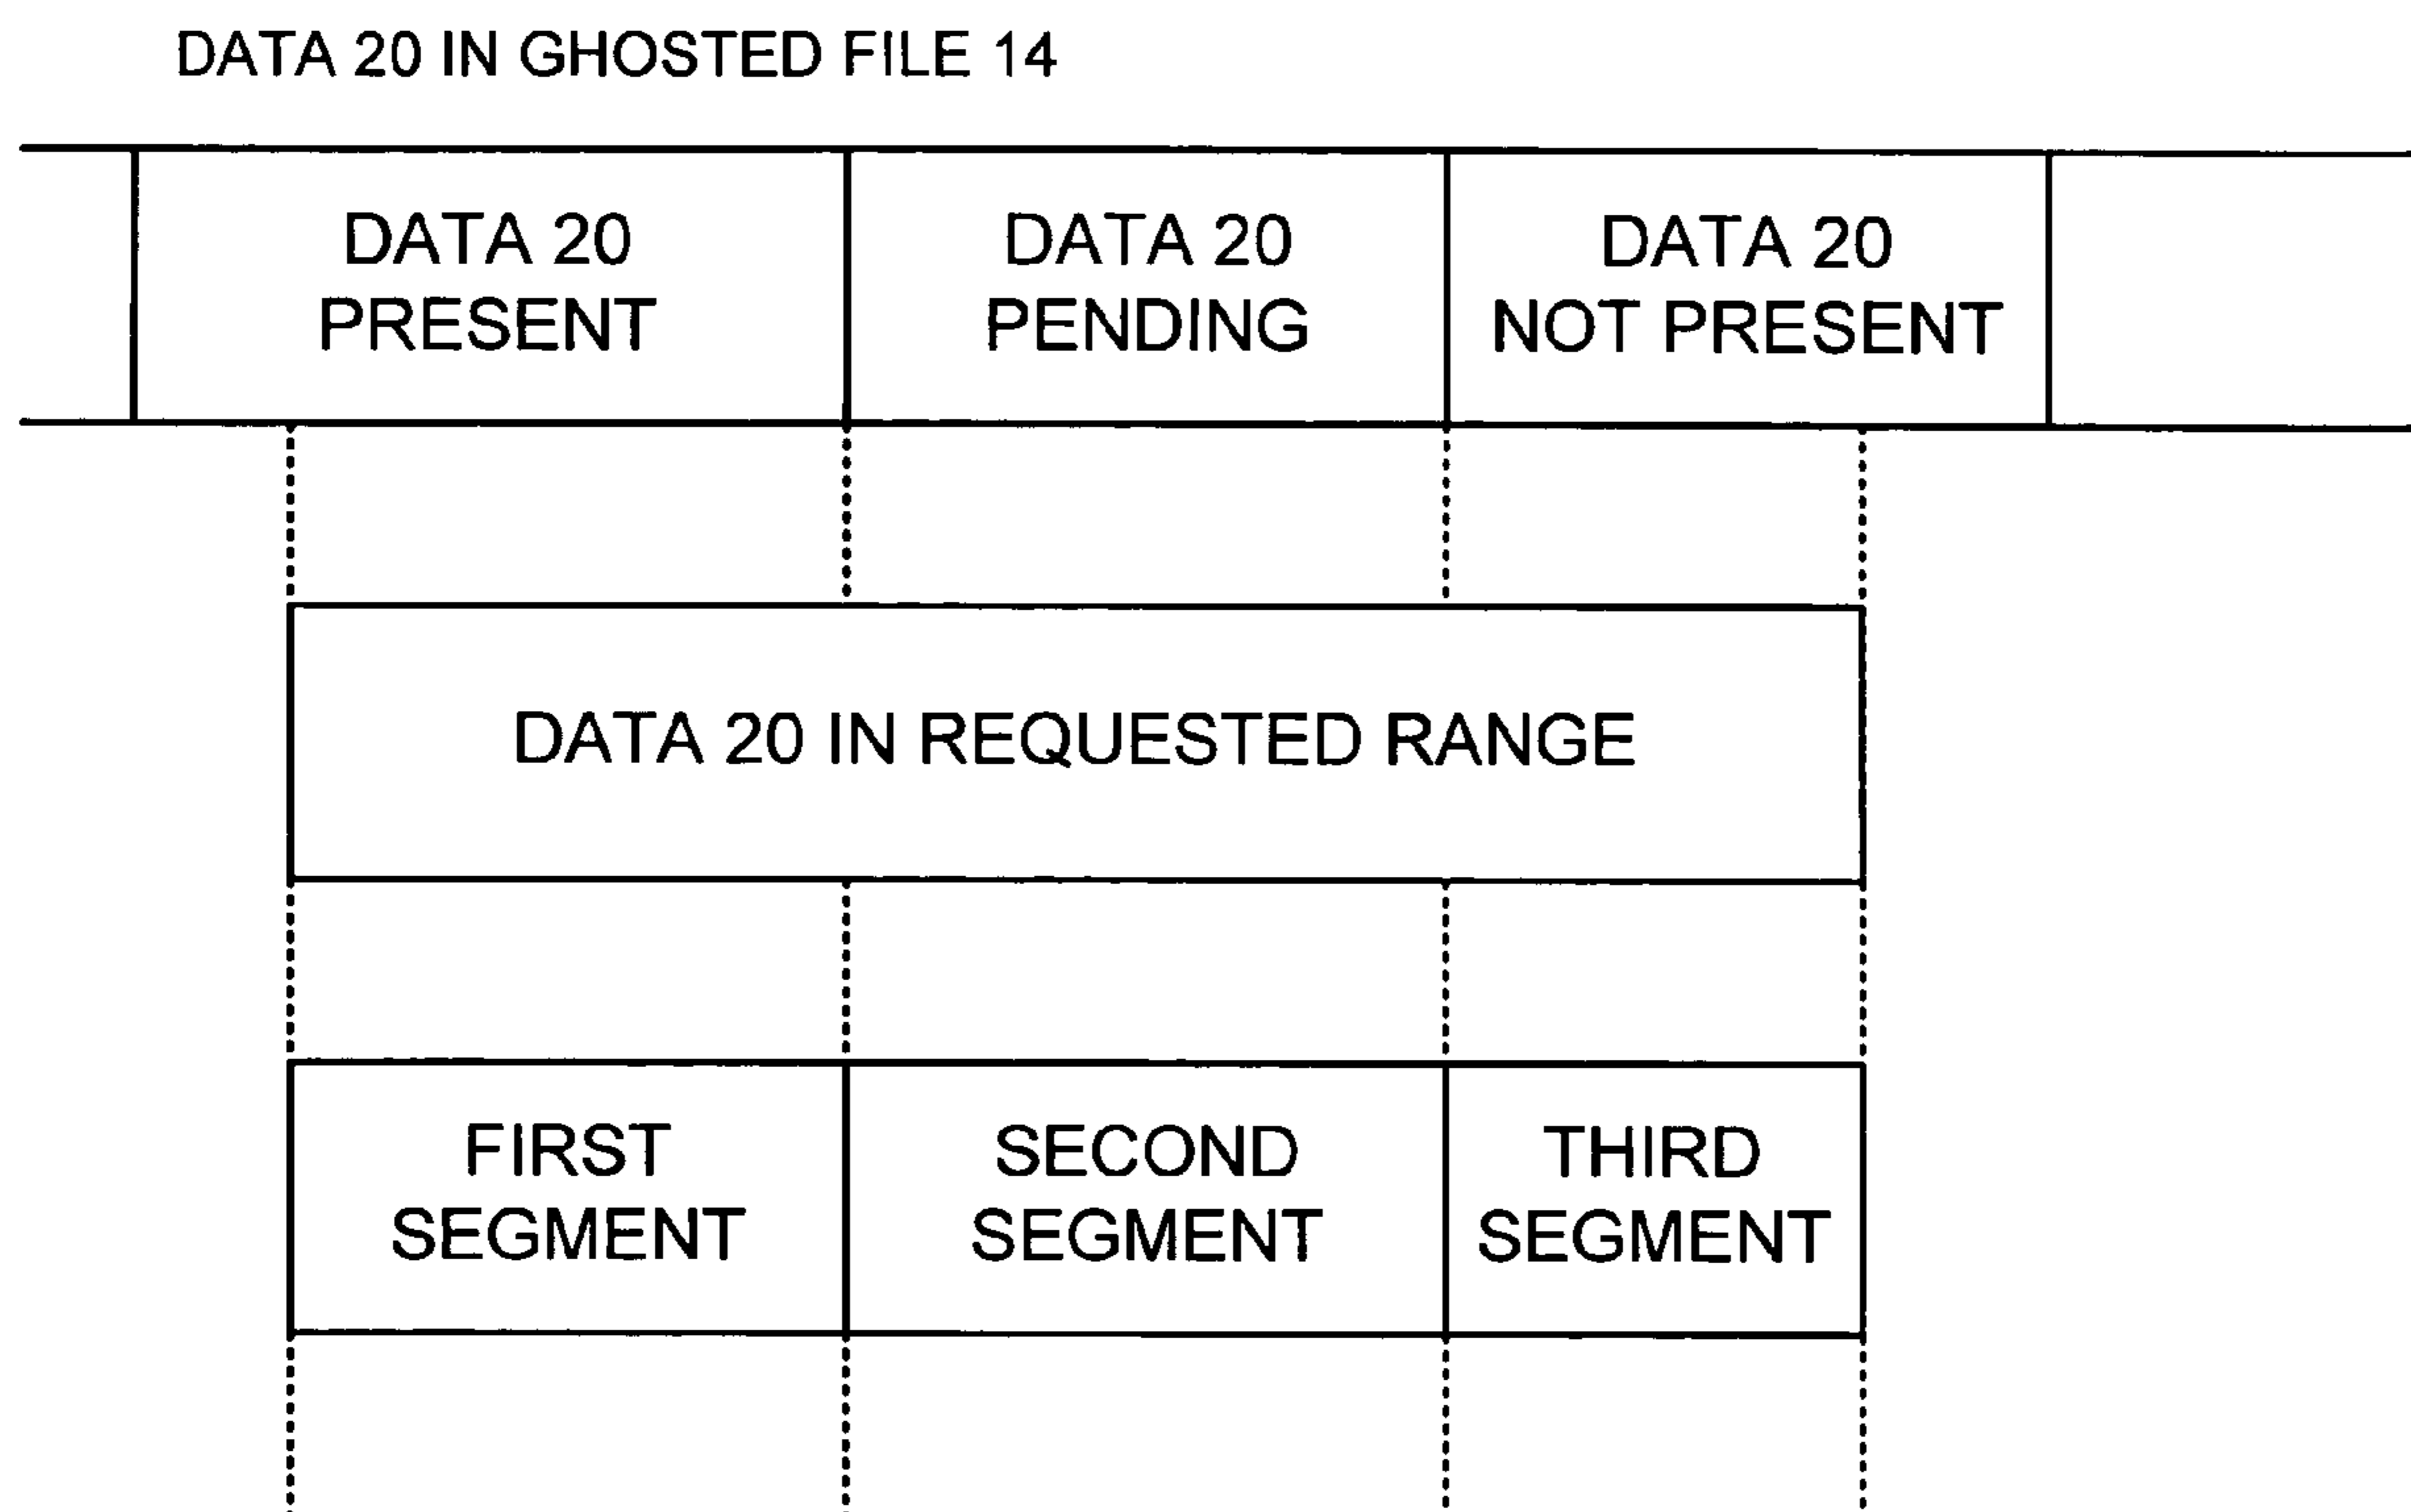 DATA 20 IN GHOSTED FILE 14
DATA 20
PRESENT
DATA 20
PENDING
DATA 20
NOT PRESENT
DATA 20 IN REQUESTED RANGE
FIRST
SEGMENT
SECOND
SEGMENT
THIRD
SEGMENT